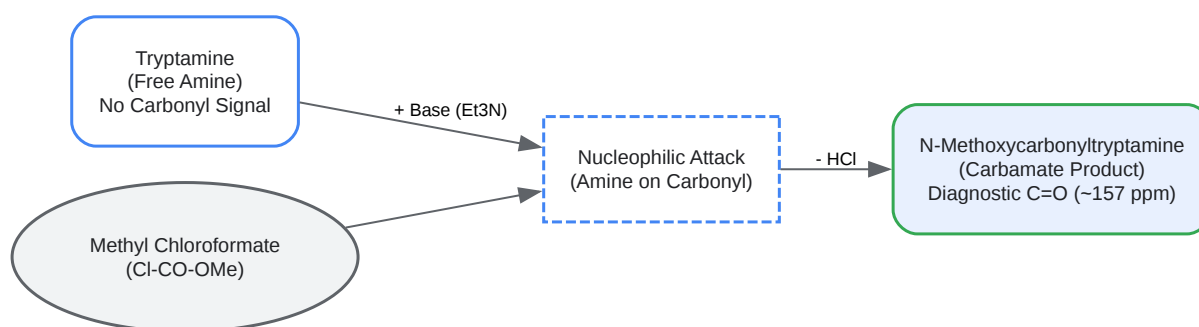 Tryptamine
(Free Amine)
No Carbonyl Signal
+ Base (Et3N)
Methyl Chloroformate
(Cl-CO-OMe)
Nucleophilic Attack
(Amine on Carbonyl)
- HCl
N-Methoxycarbonyltryptamine
(Carbamate Product)
Diagnostic C=O (~157 ppm)